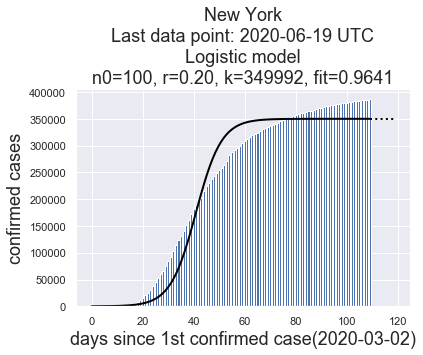 New York
Last data point: 2020-06-19 UTC
Logistic model
n0=100, r=0.20, k=349992, fit=0.9641
confirmed cases
400000
350000
300000
250000
200000
150000
100000
50000
0
0 20 40 60 80 100 120
days since 1st confirmed case(2020-03-02)